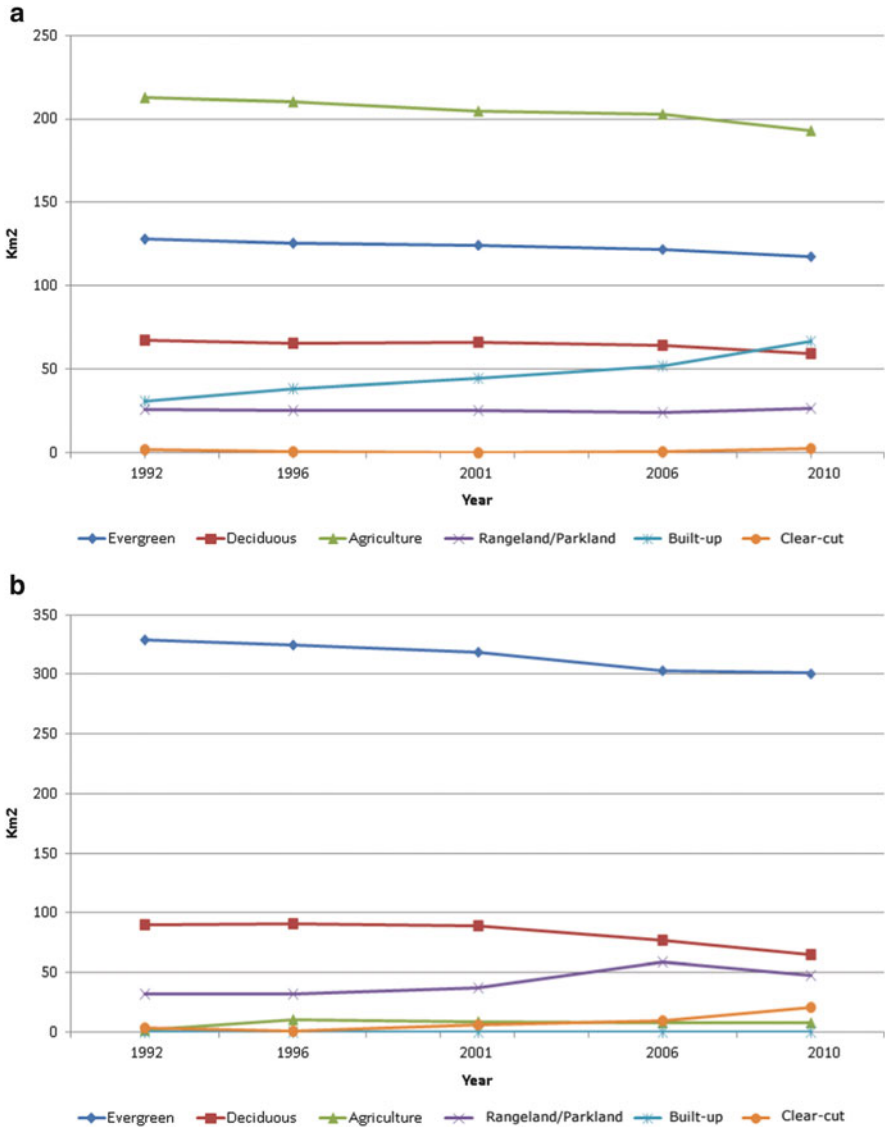 a
250
200
150
100
50
0
Km2
1992 1996 2001 2006 2010
Year
Evergreen Deciduous Agriculture Rangeland/Parkland Built-up Clear-cut
b
350
300
250
200
150
100
50
0
Km2
1992 1996 2001 2006 2010
Year
Evergreen Deciduous Agriculture Rangeland/Parkland Built-up Clear-cut